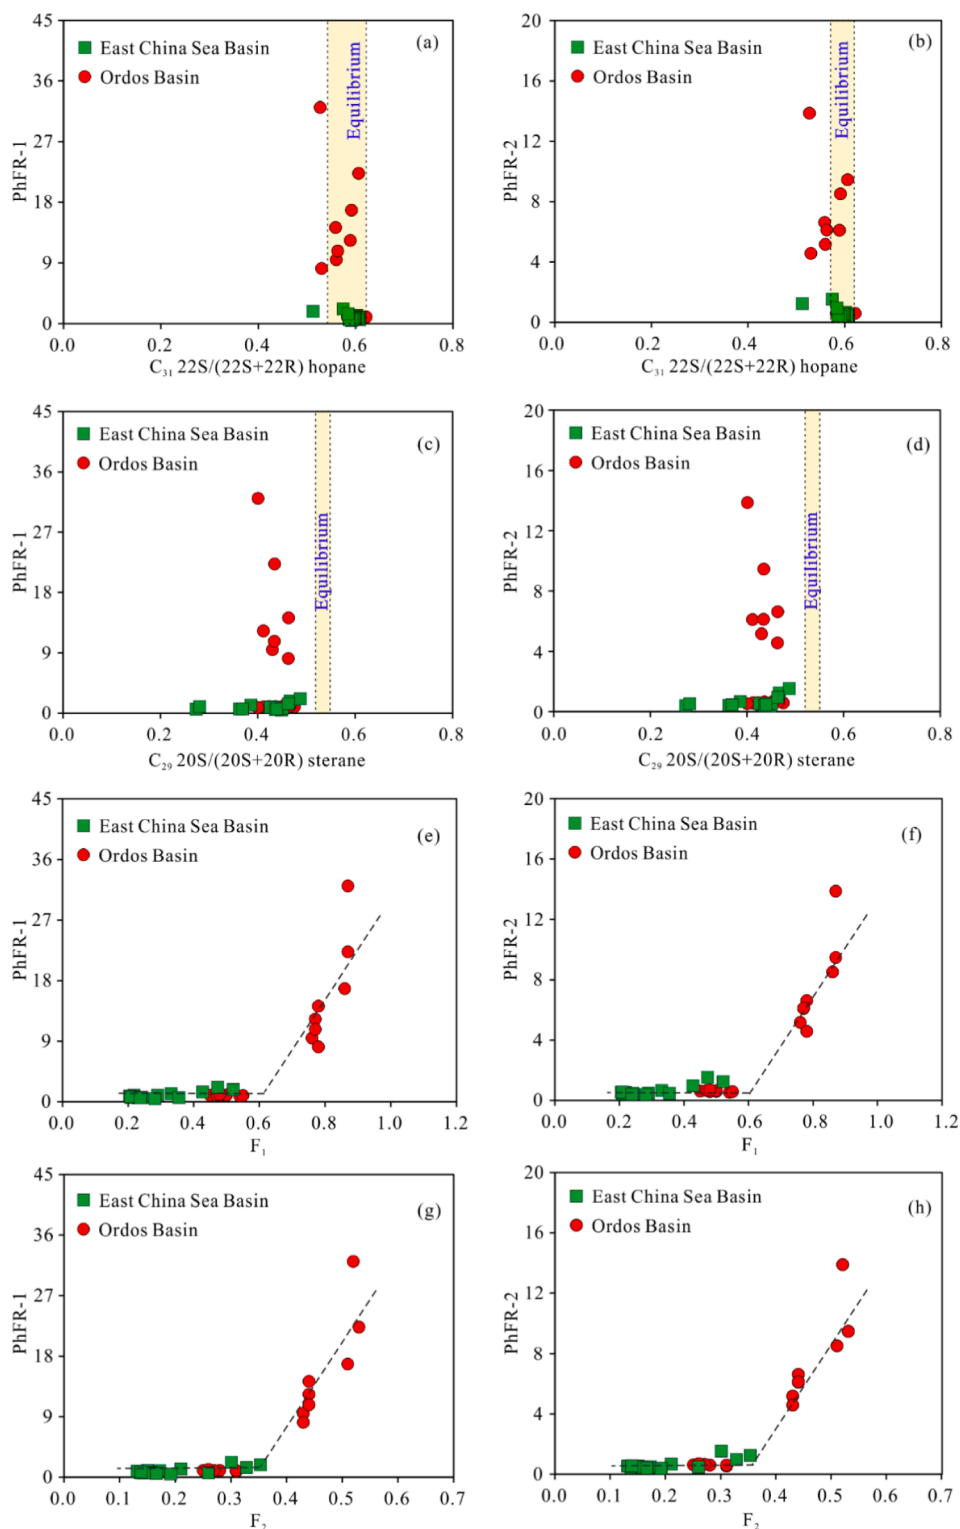 45
36
27
18
9
0
PhFR-1
East China Sea Basin
Ordos Basin
(a)
Equilibrium
0.0 0.2 0.4 0.6 0.8
C31 22S/(22S+22R) hopane
20
16
12
8
4
0
PhFR-2
East China Sea Basin
Ordos Basin
(b)
Equilibrium
0.0 0.2 0.4 0.6 0.8
C31 22S/(22S+22R) hopane
45
36
27
18
9
0
PhFR-1
East China Sea Basin
Ordos Basin
(c)
Equilibrium
0.0 0.2 0.4 0.6 0.8
C29 20S/(20S+20R) sterane
20
16
12
8
4
0
PhFR-2
East China Sea Basin
Ordos Basin
(d)
Equilibrium
0.0 0.2 0.4 0.6 0.8
C29 20S/(20S+20R) sterane
45
36
27
18
9
0
PhFR-1
East China Sea Basin
Ordos Basin
(e)
0.0 0.2 0.4 0.6 0.8 1.0 1.2
F1
20
16
12
8
4
0
PhFR-2
East China Sea Basin
Ordos Basin
(f)
0.0 0.2 0.4 0.6 0.8 1.0 1.2
F1
45
36
27
18
9
0
PhFR-1
East China Sea Basin
Ordos Basin
(g)
0.0 0.1 0.2 0.3 0.4 0.5 0.6 0.7
F2
20
16
12
8
4
0
PhFR-2
East China Sea Basin
Ordos Basin
(h)
0.0 0.1 0.2 0.3 0.4 0.5 0.6 0.7
F2